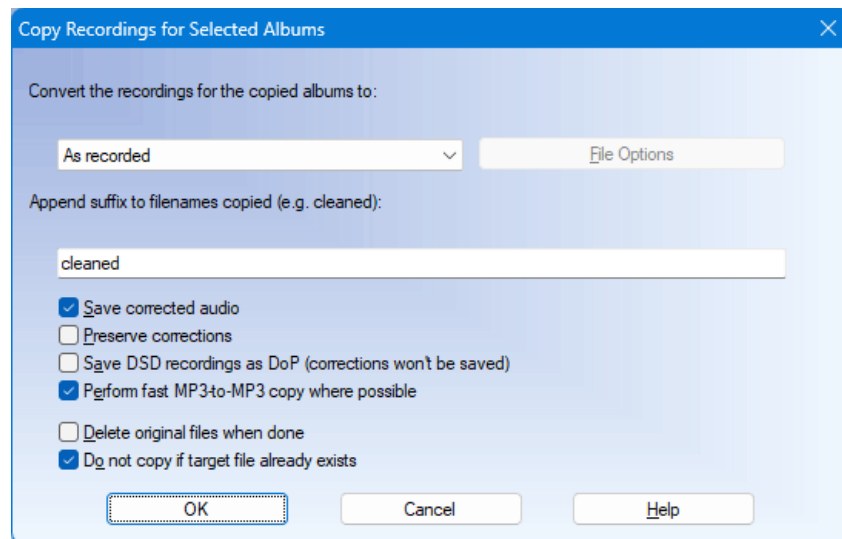 Copy Recordings for Selected Albums
Convert the recordings for the copied albums to:
As recorded
File Options
Append suffix to filenames copied (e.g. cleaned):
cleaned
Save corrected audio
Preserve corrections
Save DSD recordings as DoP (corrections won't be saved)
Perform fast MP3-to-MP3 copy where possible
Delete original files when done
Do not copy if target file already exists
OK
Cancel
Help